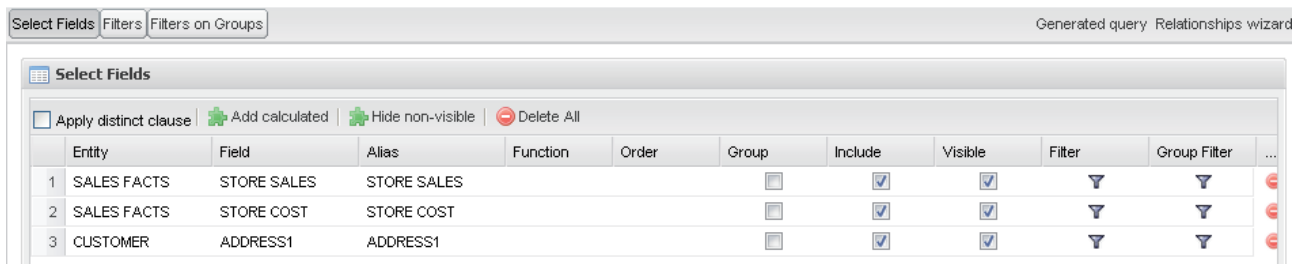 Select Fields Filters Filters on Groups Generated query Relationships wizard
Select Fields
Apply distinct clause Add calculated Hide non-visible Delete All
Entity Field Alias Function Order Group Include Visible Filter Group Filter ...
1 SALES FACTS STORE SALES STORE SALES
2 SALES FACTS STORE COST STORE COST
3 CUSTOMER ADDRESS1 ADDRESS1